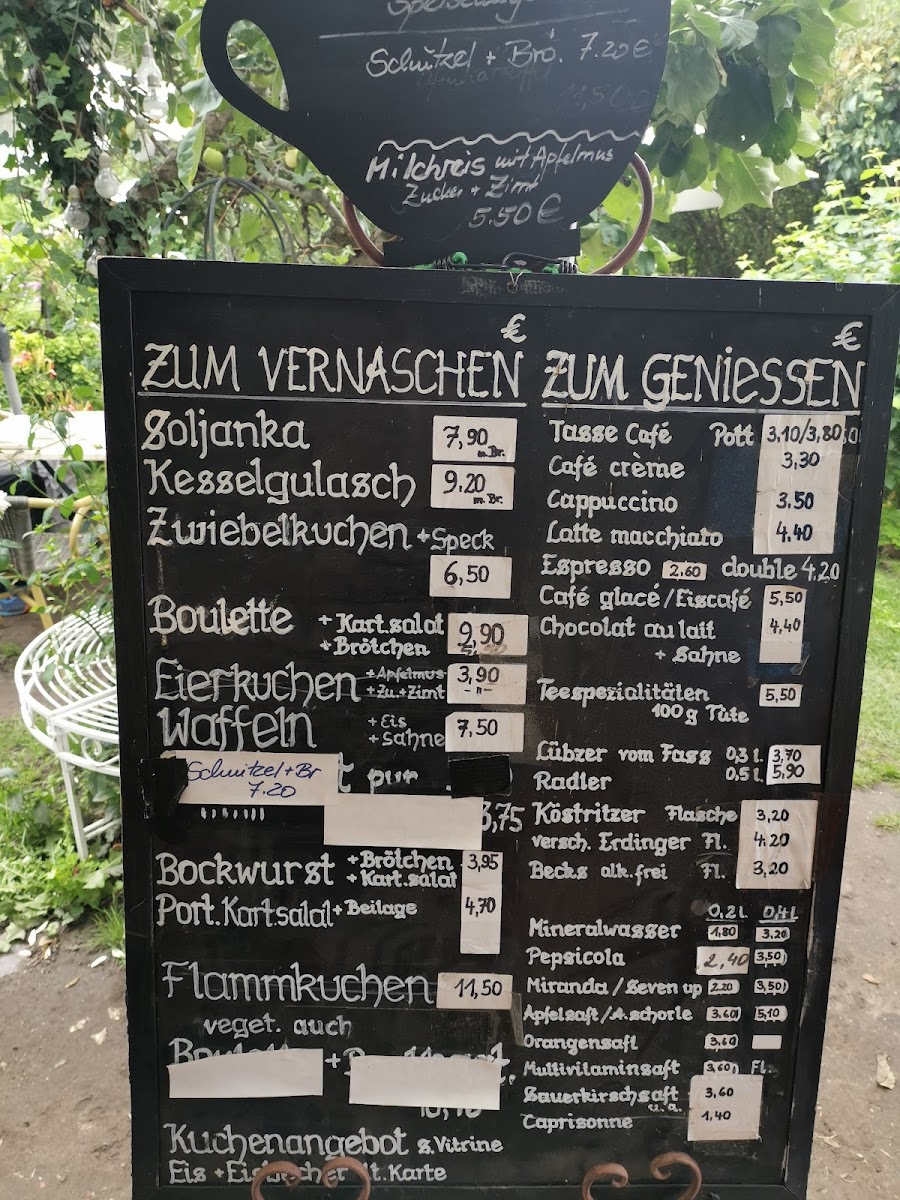 Schnitzel + Brö. 7.20 €
Milchreis mit Apfelmus
Zucker + Zimt
5.50 €
€
ZUM VERNASCHEN
Soljanka 7,90
m. Br.
Kesselgulasch 9.20
m. Br.
Zwiebelkuchen + Speck
6,50
Boulette + Kart.salat 9,90
+ Brötchen
Eierkuchen + Apfelmus 3,90
+ Zu. + Zimt - " -
Waffeln + Eis 7,50
+ Sahne
Schnitzel + Br
7.20
pur
3,75
Bockwurst + Brötchen 3,95
+ Kart.salat
Port. Kart.salat + Beilage 4,70
Flammkuchen 11,50
veget. auch
Kuchenangebot s. Vitrine
Eis + Eisbecher lt. Karte
€
ZUM GENIESSEN
Tasse Café Pott 3,10/3,80
Café crème 3,30
Cappuccino 3.50
Latte macchiato 4.40
Espresso 2.60 double 4.20
Café glacé / Eiscafé 5,50
Chocolat au lait 4,40
+ Sahne
Teespezialitäten 5,50
100 g Tüte
Lübzer vom Fass 0,3 l. 3,70
Radler 0.5 l. 5,90
Köstritzer Flasche 3,20
versch. Erdinger Fl. 4.20
Becks alk.frei Fl. 3,20
0,2 l. 0,4 l
Mineralwasser 1,80 3.20
Pepsicola 2,40 3,50
Miranda / Seven up 2.20 3,50
Apfelsaft / A.schorle 3.60 5,10
Orangensaft 3,60
Multivitaminsaft 3,60 Fl.
Sauerkirschsaft 3,60
u. a.
Caprisonne 1,40